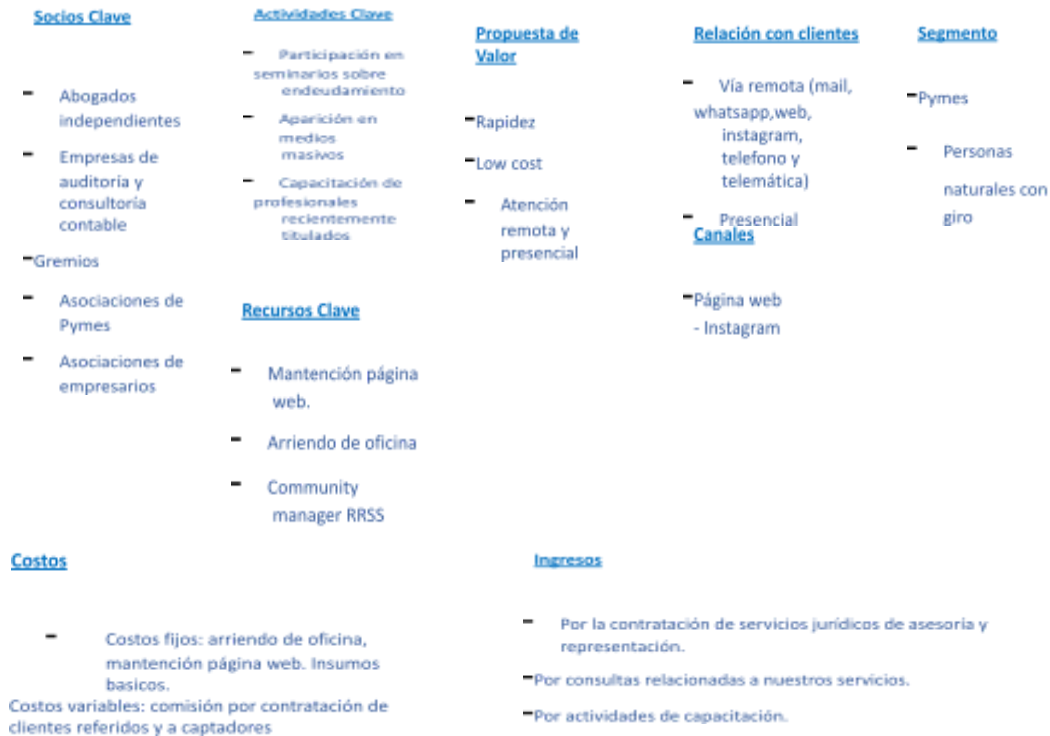 Socios Clave
- Abogados
independientes
- Empresas de
auditoría y
consultoría
contable
-Gremios
- Asociaciones de
Pymes
- Asociaciones de
empresarios
Actividades Clave
- Participación en
seminarios sobre
endeudamiento
- Aparición en
medios
masivos
- Capacitación de
profesionales
recientemente
titulados
Recursos Clave
- Mantención página
web.
- Arriendo de oficina
- Community
manager RRSS
Propuesta de
Valor
-Rapidez
-Low cost
- Atención
remota y
presencial
Relación con clientes
- Vía remota (mail,
whatsapp,web,
instagram,
telefono y
telemática)
- Presencial
Canales
-Página web
- Instagram
Segmento
-Pymes
- Personas
naturales con
giro
Costos
- Costos fijos: arriendo de oficina,
mantención página web. Insumos
basicos.
Costos variables: comisión por contratación de
clientes referidos y a captadores
Ingresos
- Por la contratación de servicios jurídicos de asesoría y
representación.
-Por consultas relacionadas a nuestros servicios.
-Por actividades de capacitación.